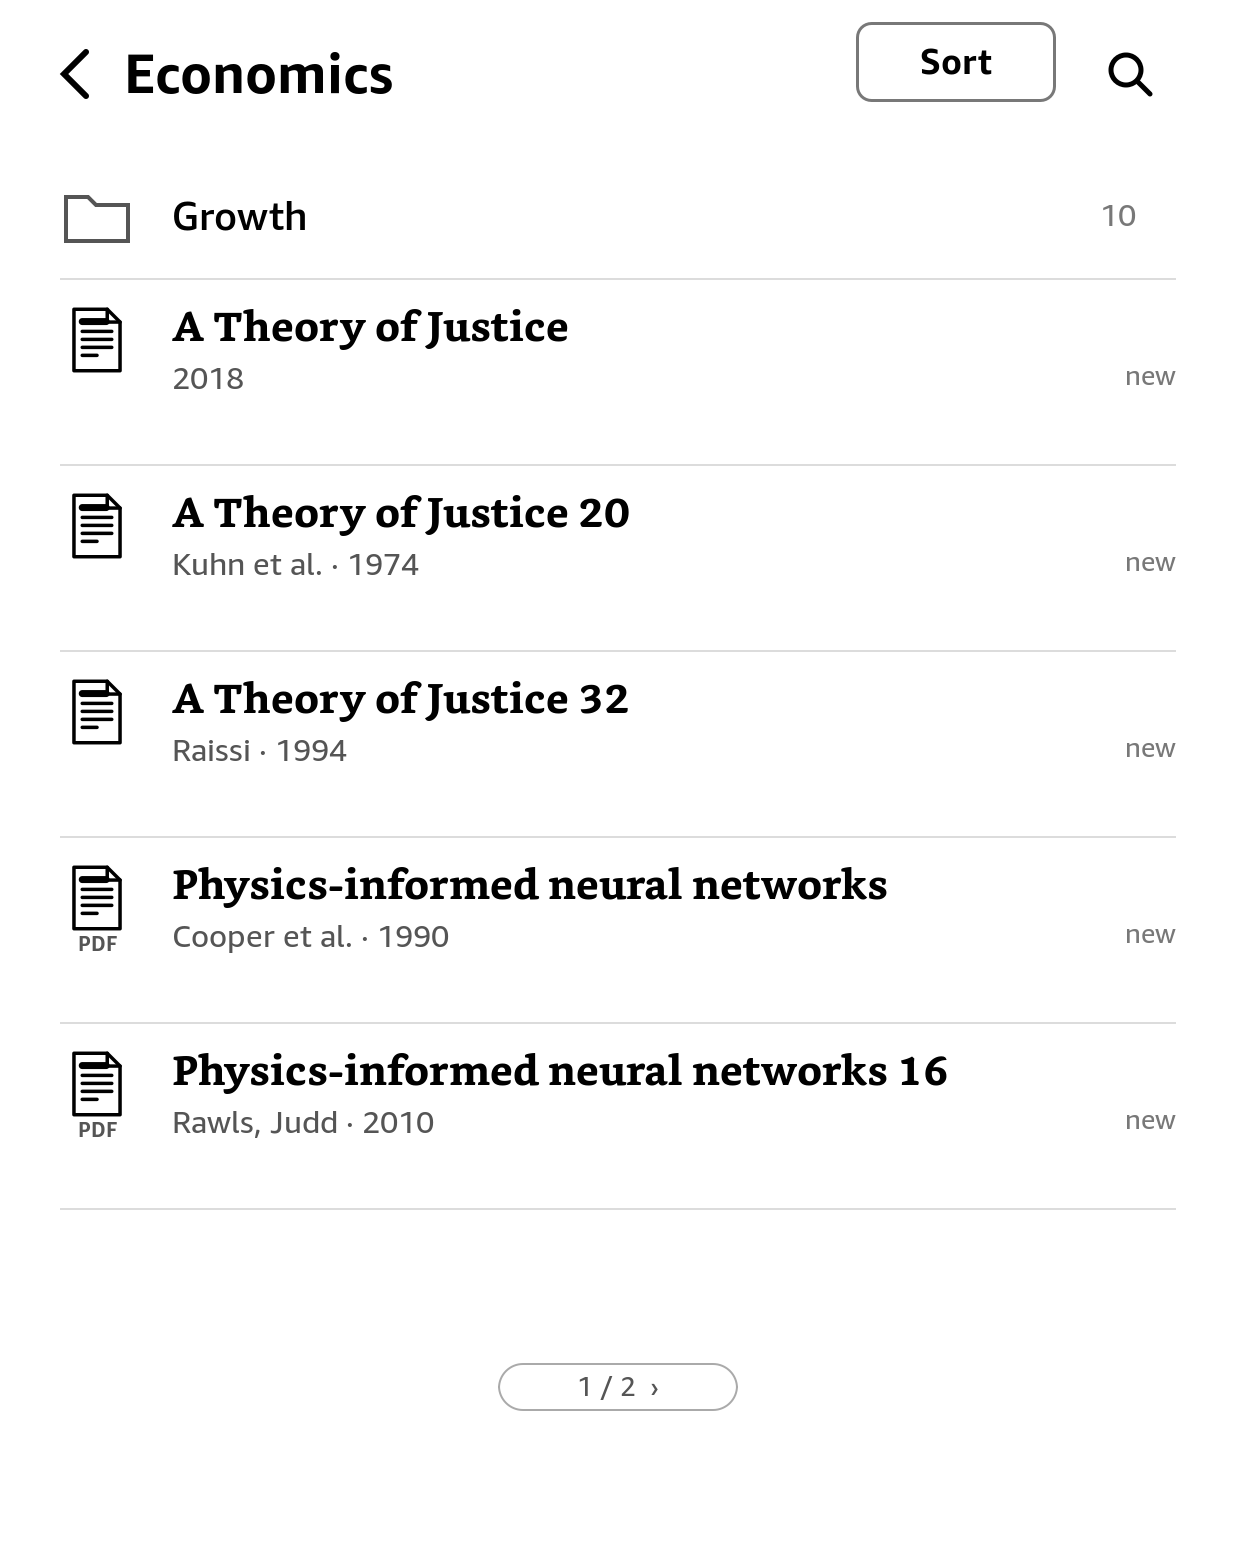 Economics
Sort
Growth
10
A Theory of Justice
2018
new
A Theory of Justice 20
Kuhn et al. · 1974
new
A Theory of Justice 32
Raissi · 1994
new
Physics-informed neural networks
PDF
Cooper et al. · 1990
new
Physics-informed neural networks 16
PDF
Rawls, Judd · 2010
new
1 / 2 ›